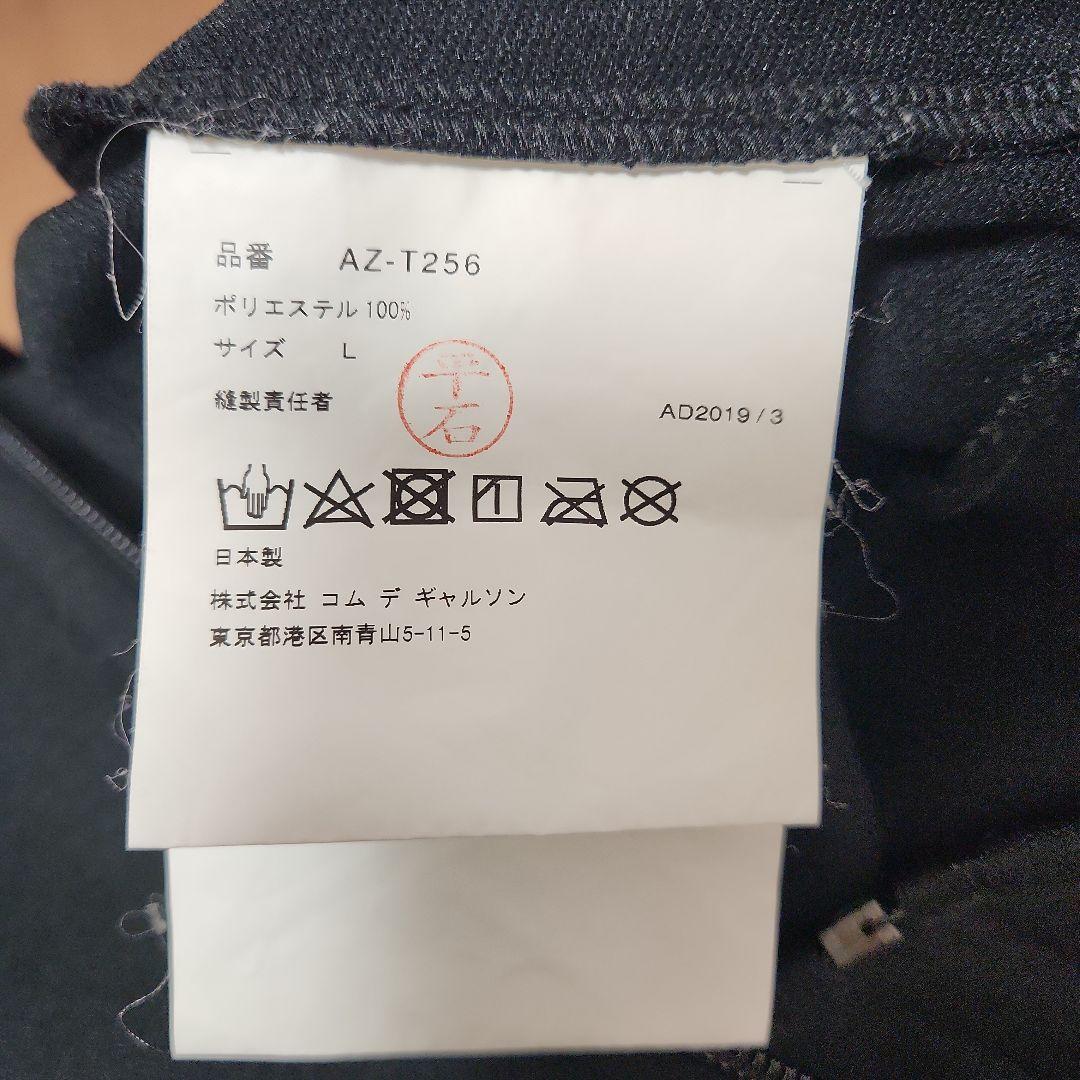 品番 AZ-T256
ポリエステル 100%
サイズ L
平石
縫製責任者
AD2019/3
日本製
株式会社 コム デ ギャルソン
東京都港区南青山5-11-5